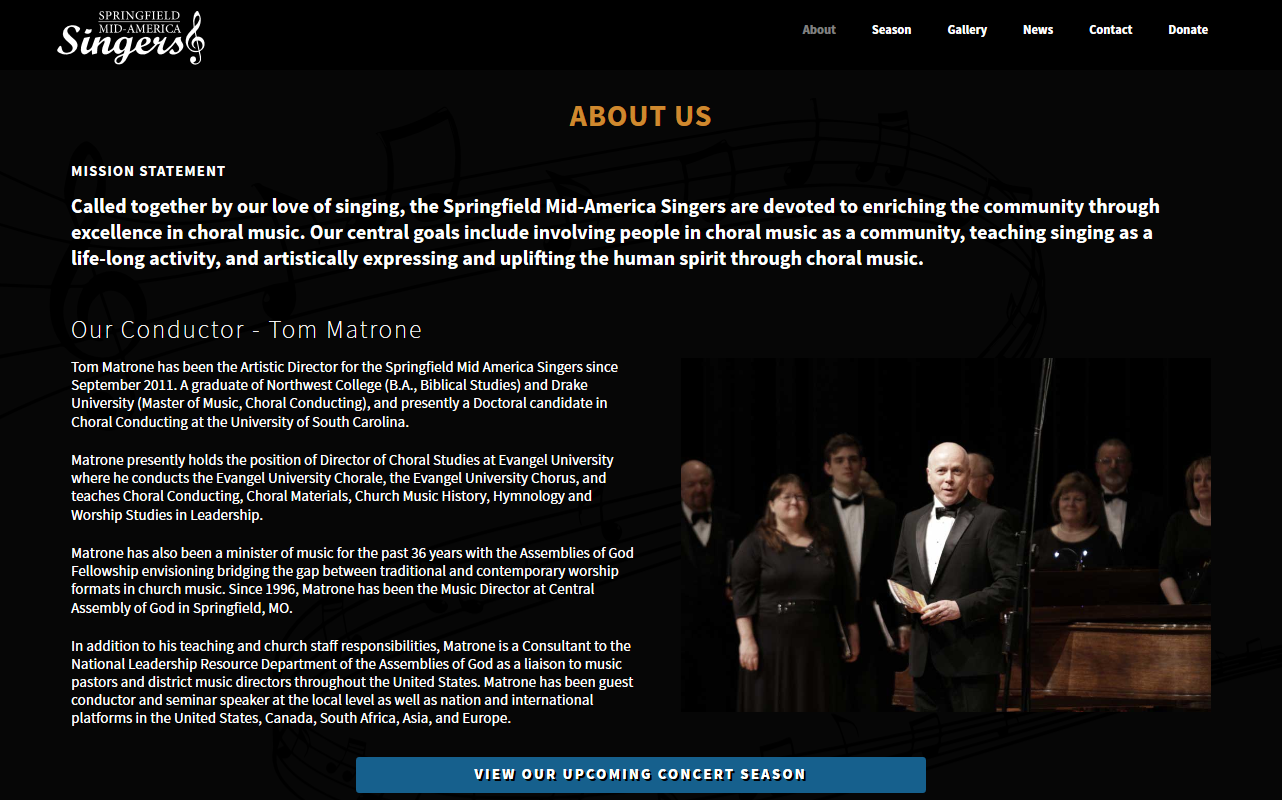 SPRINGFIELD
MID-AMERICA
Singers
About
Season
Gallery
News
Contact
Donate
ABOUT US
MISSION STATEMENT
Called together by our love of singing, the Springfield Mid-America Singers are devoted to enriching the community through
excellence in choral music. Our central goals include involving people in choral music as a community, teaching singing as a
life-long activity, and artistically expressing and uplifting the human spirit through choral music.
Our Conductor - Tom Matrone
Tom Matrone has been the Artistic Director for the Springfield Mid America Singers since
September 2011. A graduate of Northwest College (B.A., Biblical Studies) and Drake
University (Master of Music, Choral Conducting), and presently a Doctoral candidate in
Choral Conducting at the University of South Carolina.
Matrone presently holds the position of Director of Choral Studies at Evangel University
where he conducts the Evangel University Chorale, the Evangel University Chorus, and
teaches Choral Conducting, Choral Materials, Church Music History, Hymnology and
Worship Studies in Leadership.
Matrone has also been a minister of music for the past 36 years with the Assemblies of God
Fellowship envisioning bridging the gap between traditional and contemporary worship
formats in church music. Since 1996, Matrone has been the Music Director at Central
Assembly of God in Springfield, MO.
In addition to his teaching and church staff responsibilities, Matrone is a Consultant to the
National Leadership Resource Department of the Assemblies of God as a liaison to music
pastors and district music directors throughout the United States. Matrone has been guest
conductor and seminar speaker at the local level as well as nation and international
platforms in the United States, Canada, South Africa, Asia, and Europe.
VIEW OUR UPCOMING CONCERT SEASON